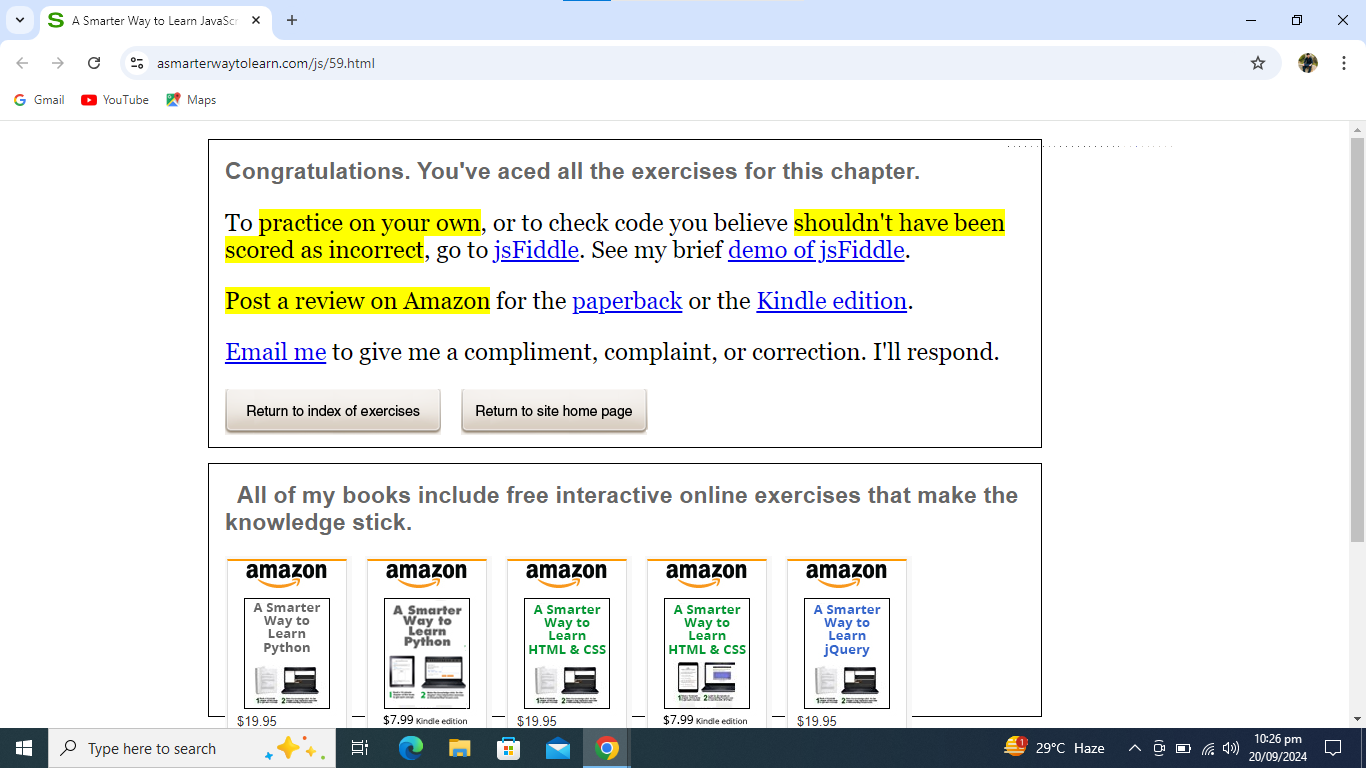 A Smarter Way to Learn JavaScr
asmarterwaytolearn.com/js/59.html
Gmail YouTube Maps
Congratulations. You've aced all the exercises for this chapter.
To practice on your own, or to check code you believe shouldn't have been
scored as incorrect, go to jsFiddle. See my brief demo of jsFiddle.
Post a review on Amazon for the paperback or the Kindle edition.
Email me to give me a compliment, complaint, or correction. I'll respond.
Return to index of exercises Return to site home page
All of my books include free interactive online exercises that make the
knowledge stick.
amazon amazon amazon amazon amazon
A Smarter A Smarter A Smarter A Smarter A Smarter
Way to Way to Way to Way to Way to
Learn Learn Learn Learn Learn
Python Python HTML & CSS HTML & CSS jQuery
$19.95 $7.99 Kindle edition $19.95 $7.99 Kindle edition $19.95
Type here to search
1
29°C Haze
10:26 pm
20/09/2024